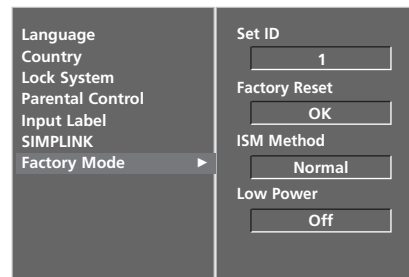 Language
Country
Lock System
Parental Control
Input Label
SIMPLINK
Factory Mode ►
Set ID
1
Factory Reset
OK
ISM Method
Normal
Low Power
Off